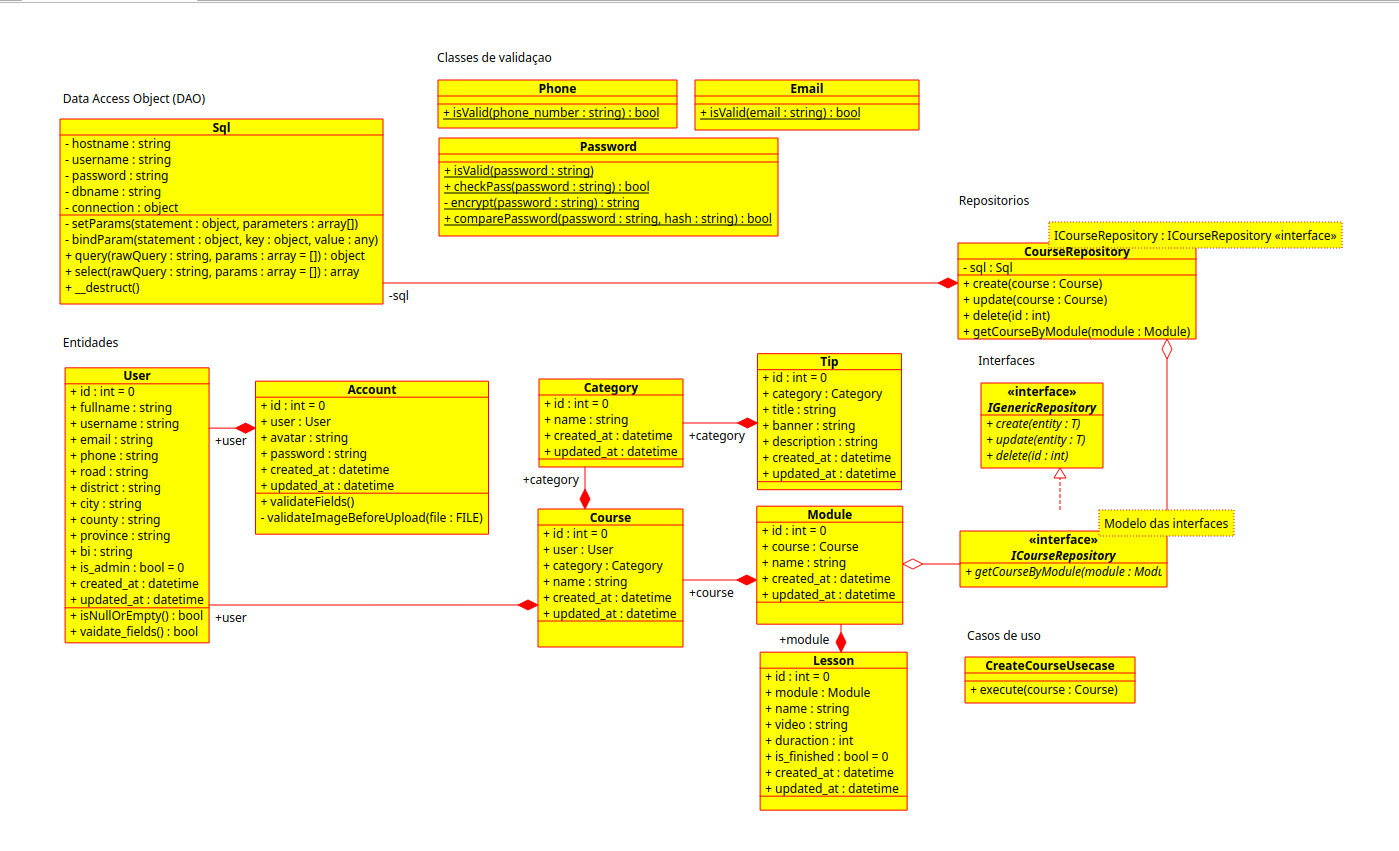 Classes de validaçao
Phone
+ isValid(phone_number : string) : bool
Email
+ isValid(email : string) : bool
Password
+ isValid(password : string)
+ checkPass(password : string) : bool
- encrypt(password : string) : string
+ comparePassword(password : string, hash : string) : bool
Data Access Object (DAO)
Sql
- hostname : string
- username : string
- password : string
- dbname : string
- connection : object
- setParams(statement : object, parameters : array[])
- bindParam(statement : object, key : object, value : any)
+ query(rawQuery : string, params : array = []) : object
+ select(rawQuery : string, params : array = []) : array
+ __destruct()
-sql
Repositorios
ICourseRepository : ICourseRepository «interface»
CourseRepository
- sql : Sql
+ create(course : Course)
+ update(course : Course)
+ delete(id : int)
+ getCourseByModule(module : Module)
Entidades
User
+ id : int = 0
+ fullname : string
+ username : string
+ email : string
+ phone : string
+ road : string
+ district : string
+ city : string
+ county : string
+ province : string
+ bi : string
+ is_admin : bool = 0
+ created_at : datetime
+ updated_at : datetime
+ isNullOrEmpty() : bool
+ vaidate_fields() : bool
+user
+user
Account
+ id : int = 0
+ user : User
+ avatar : string
+ password : string
+ created_at : datetime
+ updated_at : datetime
+ validateFields()
- validateImageBeforeUpload(file : FILE)
Category
+ id : int = 0
+ name : string
+ created_at : datetime
+ updated_at : datetime
+category
+category
Tip
+ id : int = 0
+ category : Category
+ title : string
+ banner : string
+ description : string
+ created_at : datetime
+ updated_at : datetime
Course
+ id : int = 0
+ user : User
+ category : Category
+ name : string
+ created_at : datetime
+ updated_at : datetime
+course
Module
+ id : int = 0
+ course : Course
+ name : string
+ created_at : datetime
+ updated_at : datetime
+module
Lesson
+ id : int = 0
+ module : Module
+ name : string
+ video : string
+ duration : int
+ is_finished : bool = 0
+ created_at : datetime
+ updated_at : datetime
Interfaces
«interface»
IGenericRepository
+ create(entity : T)
+ update(entity : T)
+ delete(id : int)
Modelo das interfaces
«interface»
ICourseRepository
+ getCourseByModule(module : Modu
Casos de uso
CreateCourseUsecase
+ execute(course : Course)